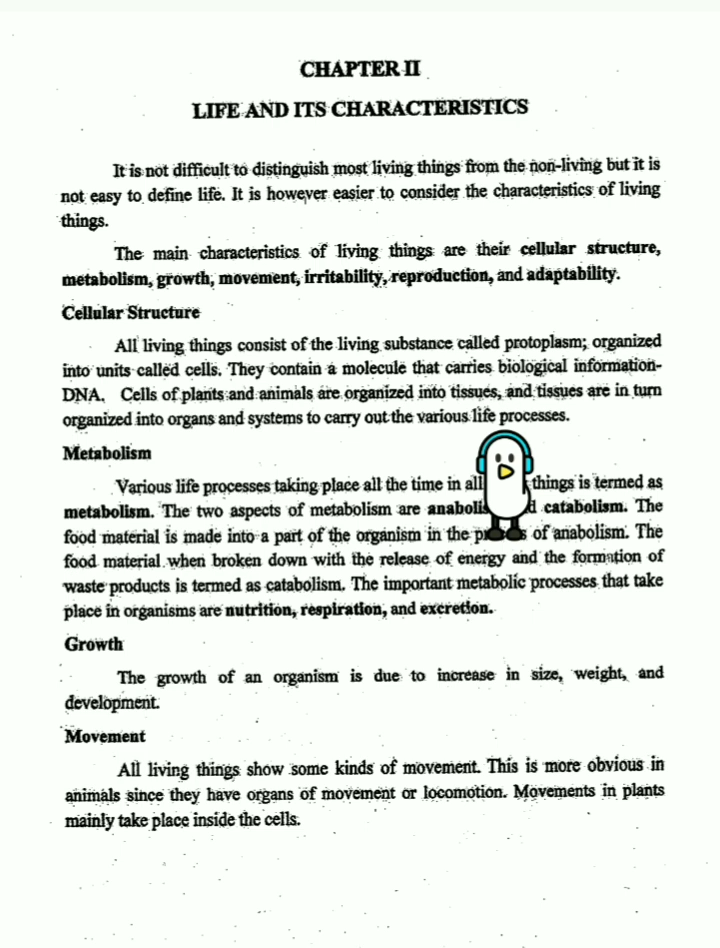 CHAPTER II
LIFE AND ITS CHARACTERISTICS
It is not difficult to distinguish most living things from the non-living but it is
not easy to define life. It is however easier to consider the characteristics of living
things.
The main characteristics of living things are their cellular structure,
metabolism, growth, movement, irritability, reproduction, and adaptability.
Cellular Structure
All living things consist of the living substance called protoplasm; organized
into units called cells. They contain a molecule that carries biological information-
DNA. Cells of plants and animals are organized into tissues, and tissues are in turn
organized into organs and systems to carry out the various life processes.
Metabolism
Various life processes taking place all the time in all things is termed as
metabolism. The two aspects of metabolism are catabolism. The
food material is made into a part of the organism in the of anabolism. The
food material when broken down with the release of energy and the formation of
waste products is termed as catabolism. The important metabolic processes that take
place in organisms are nutrition, respiration, and excretion.
Growth
The growth of an organism is due to increase in size, weight, and
development.
Movement
All living things show some kinds of movement. This is more obvious in
animals since they have organs of movement or locomotion. Movements in plants
mainly take place inside the cells.